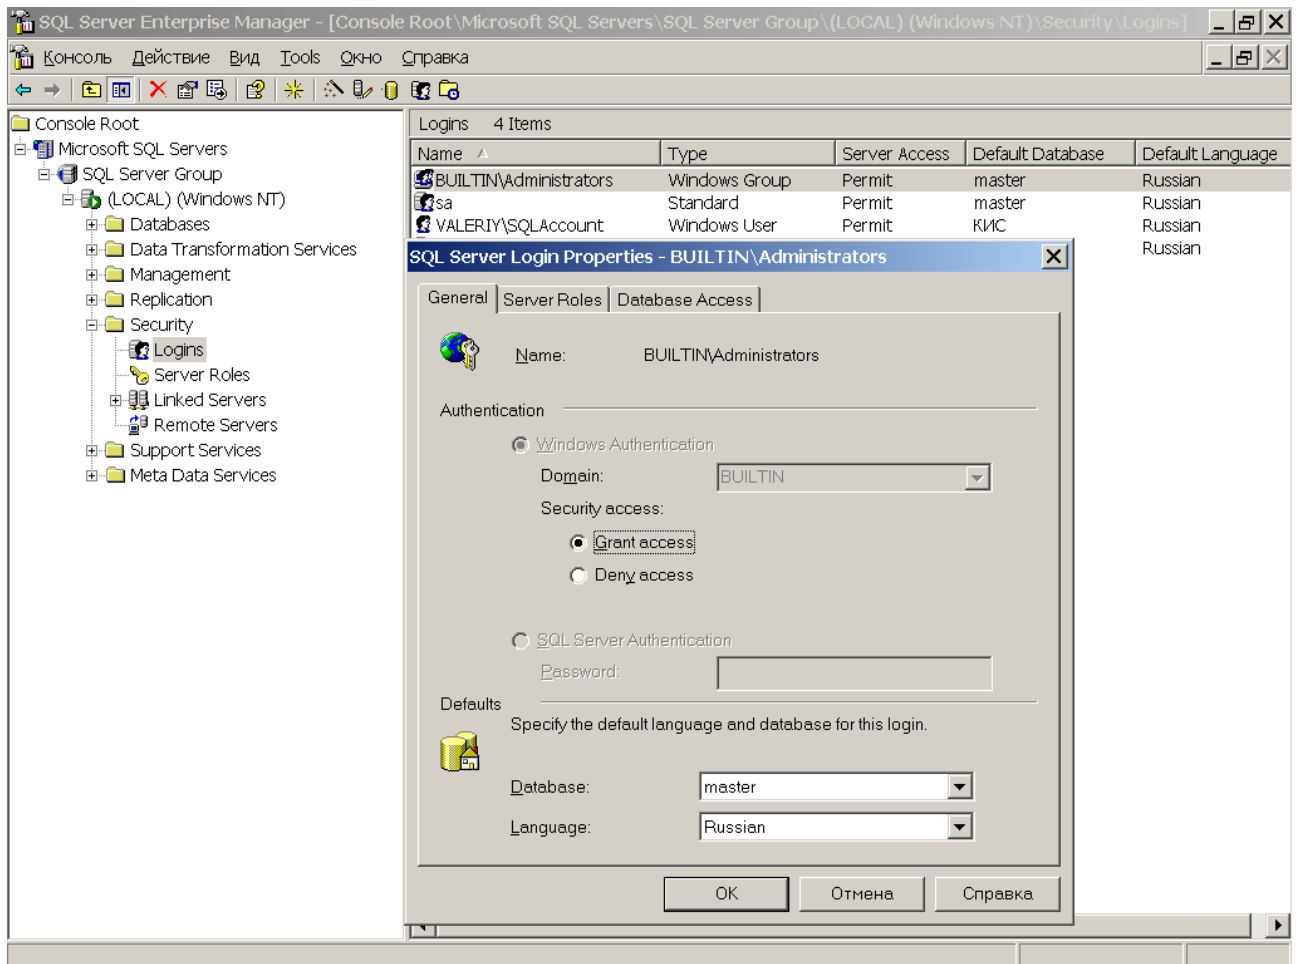 SQL Server Enterprise Manager - [Console Root\Microsoft SQL Servers\SQL Server Group\(LOCAL) (Windows NT)\Security\Logins]
Консоль Действие Вид Tools Окно Справка
Console Root
Microsoft SQL Servers
SQL Server Group
(LOCAL) (Windows NT)
Databases
Data Transformation Services
Management
Replication
Security
Logins
Server Roles
Linked Servers
Remote Servers
Support Services
Meta Data Services
Logins 4 Items
Name Type Server Access Default Database Default Language
BUILTIN\Administrators Windows Group Permit master Russian
sa Standard Permit master Russian
VALERIY\SQLAccount Windows User Permit КИС Russian
Russian
SQL Server Login Properties - BUILTIN\Administrators
General Server Roles Database Access
Name: BUILTIN\Administrators
Authentication
Windows Authentication
Domain: BUILTIN
Security access:
Grant access
Deny access
SQL Server Authentication
Password:
Defaults
Specify the default language and database for this login.
Database: master
Language: Russian
OK Отмена Справка